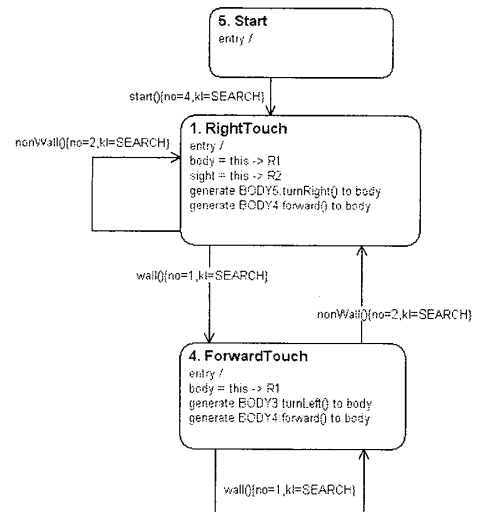 5. Start
entry /
start(){no=4,kl=SEARCH}
1. RightTouch
entry /
body = this -> R1
sight = this -> R2
generate BODY5:turnRight() to body
generate BODY4:forward() to body
nonWall(){no=2,kl=SEARCH}
wall(){no=1,kl=SEARCH}
nonWall(){no=2,kl=SEARCH}
4. ForwardTouch
entry /
body = this -> R1
generate BODY3:turnLeft() to body
generate BODY4:forward() to body
wall(){no=1,kl=SEARCH}